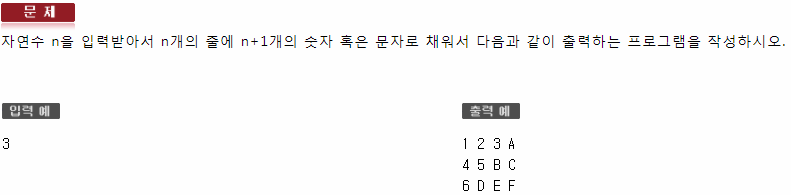 문 제
자연수 n을 입력받아서 n개의 줄에 n+1개의 숫자 혹은 문자로 채워서 다음과 같이 출력하는 프로그램을 작성하시오.
입력 예
3
출력 예
1 2 3 A
4 5 B C
6 D E F